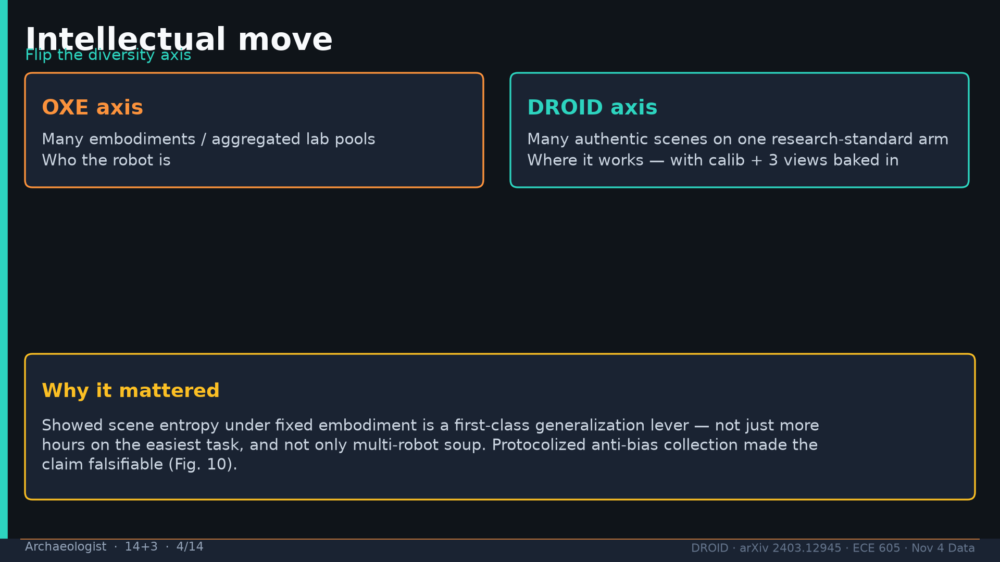 Intellectual move
Flip the diversity axis
OXE axis
Many embodiments / aggregated lab pools
Who the robot is
DROID axis
Many authentic scenes on one research-standard arm
Where it works — with calib + 3 views baked in
Why it mattered
Showed scene entropy under fixed embodiment is a first-class generalization lever — not just more
hours on the easiest task, and not only multi-robot soup. Protocolized anti-bias collection made the
claim falsifiable (Fig. 10).
Archaeologist · 14+3 · 4/14
DROID · arXiv 2403.12945 · ECE 605 · Nov 4 Data